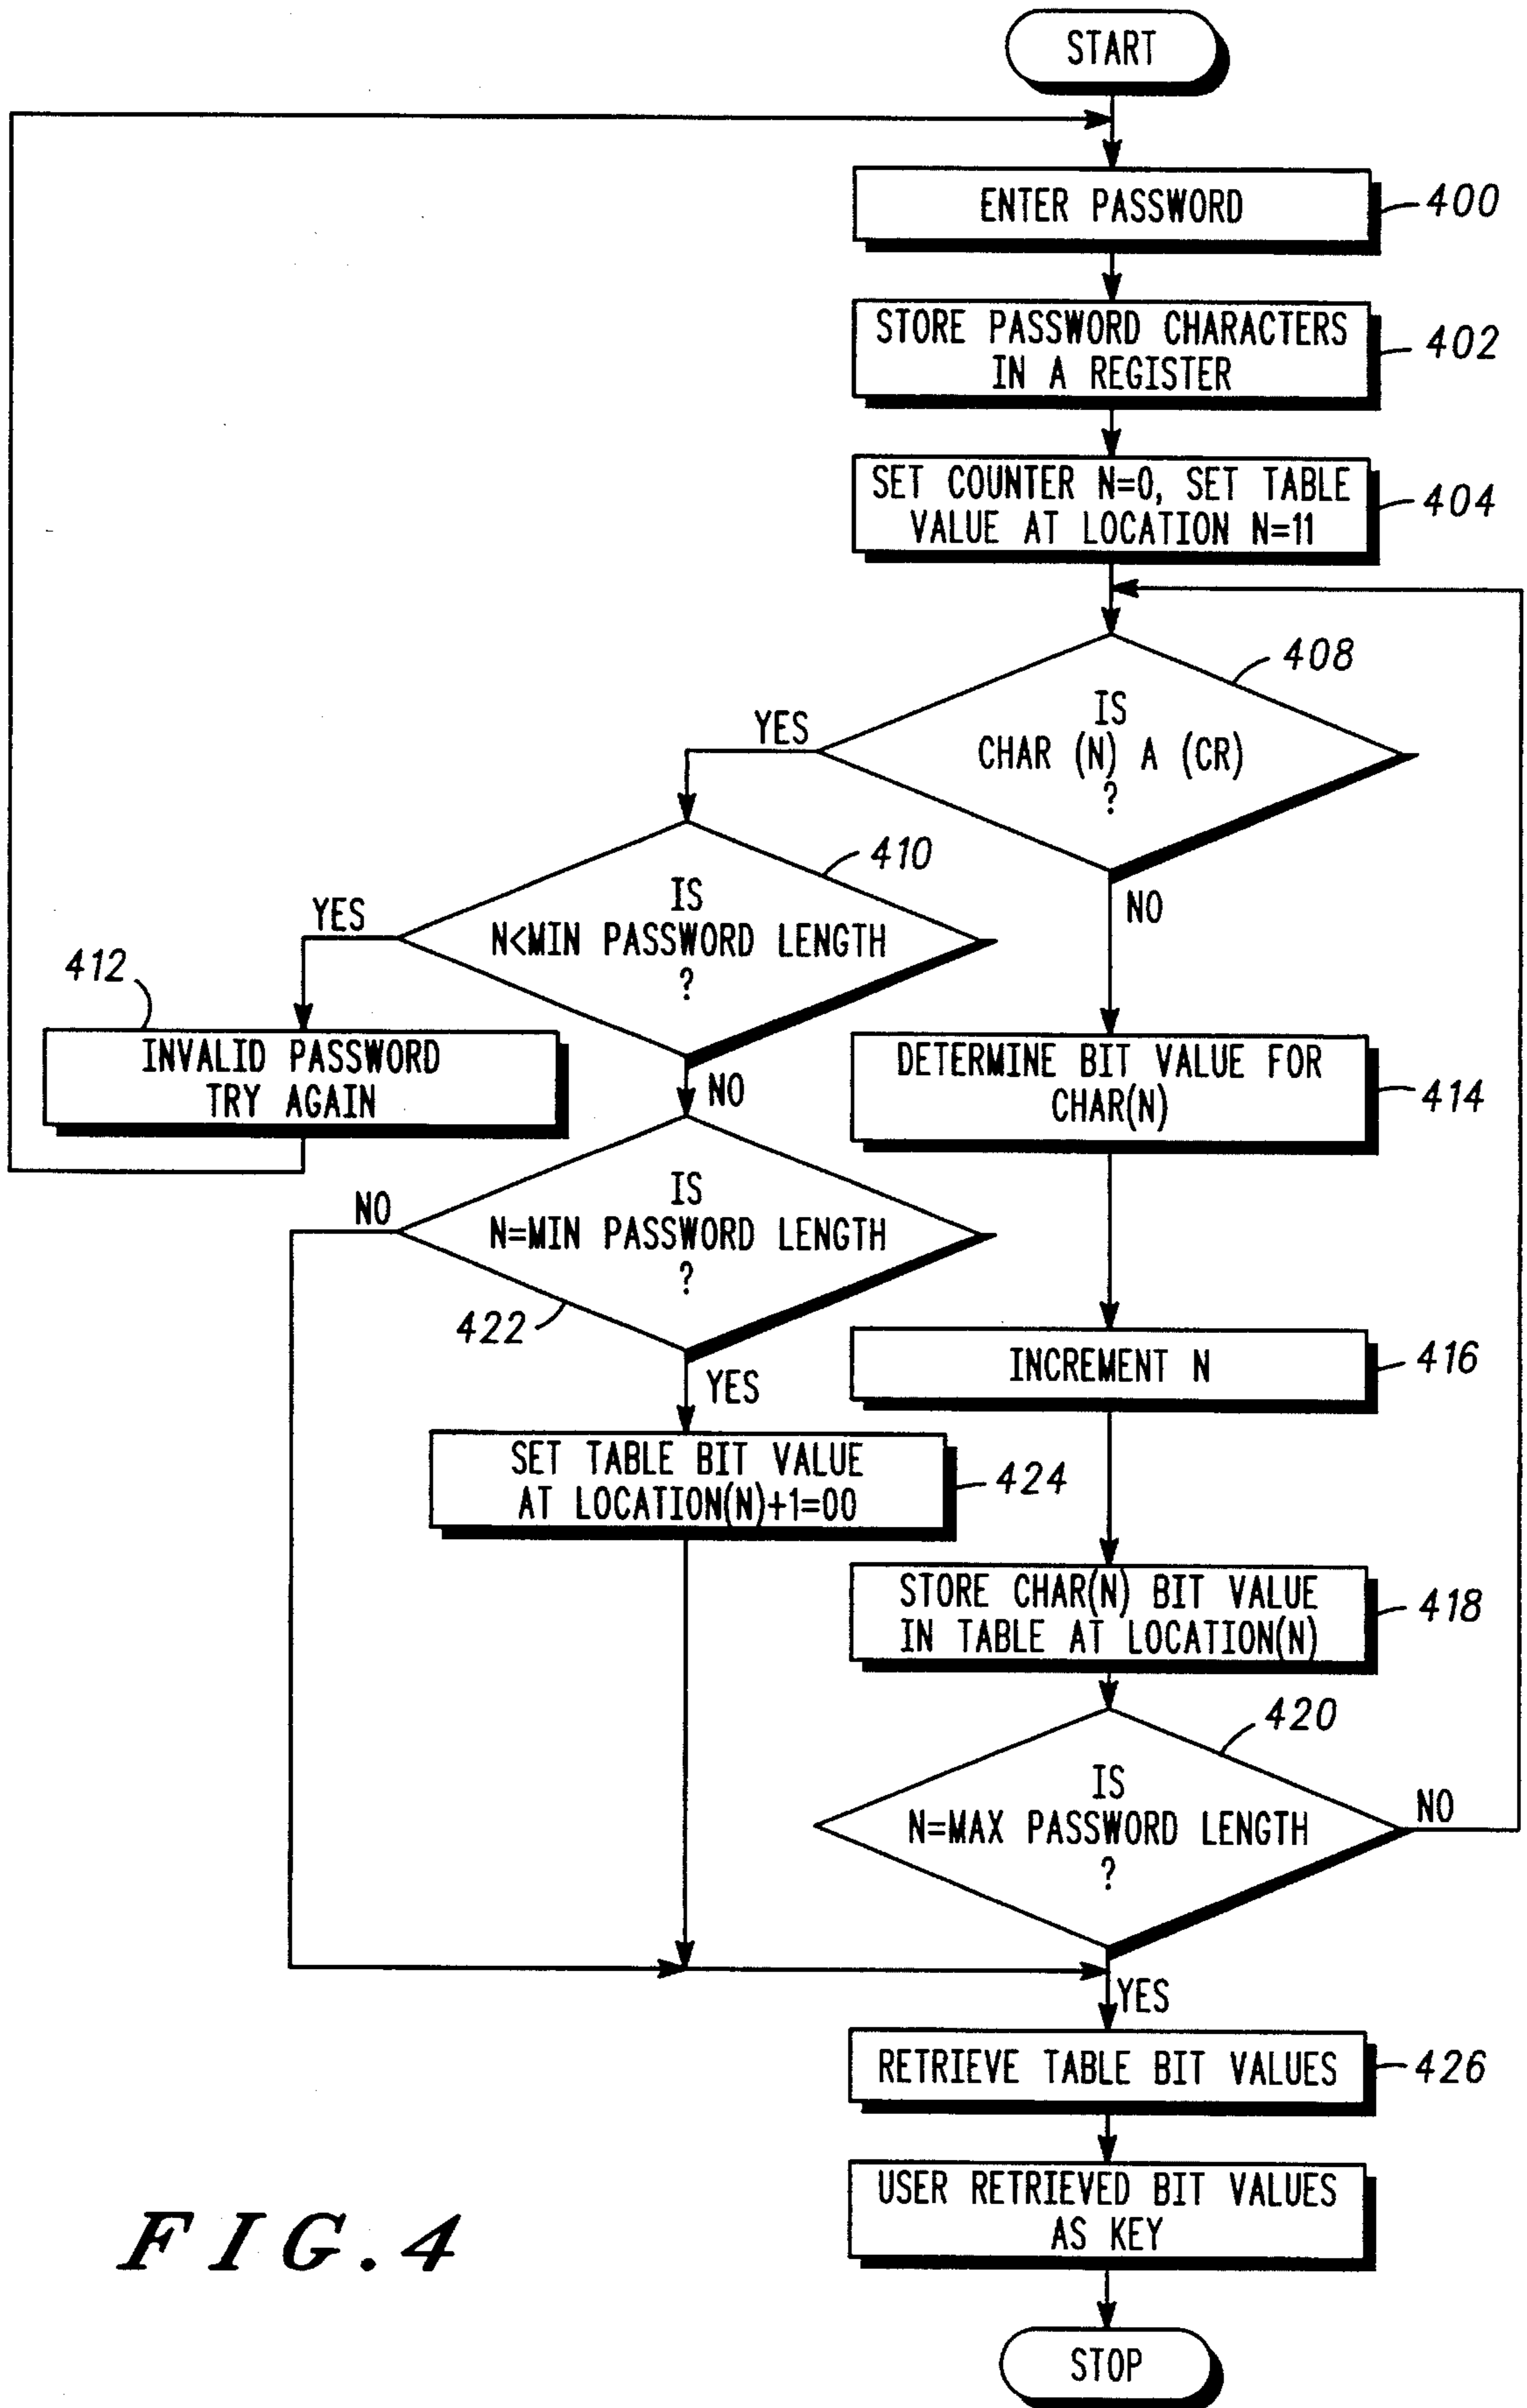 START
ENTER PASSWORD
400
STORE PASSWORD CHARACTERS
IN A REGISTER
402
SET COUNTER N=0, SET TABLE
VALUE AT LOCATION N=11
404
408
IS
CHAR (N) A (CR)
?
YES
NO
410
IS
N<MIN PASSWORD LENGTH
?
YES
NO
412
INVALID PASSWORD
TRY AGAIN
DETERMINE BIT VALUE FOR
CHAR(N)
414
IS
N=MIN PASSWORD LENGTH
?
NO
422
YES
INCREMENT N
416
SET TABLE BIT VALUE
AT LOCATION(N)+1=00
424
STORE CHAR(N) BIT VALUE
IN TABLE AT LOCATION(N)
418
420
IS
N=MAX PASSWORD LENGTH
?
NO
YES
RETRIEVE TABLE BIT VALUES
426
USER RETRIEVED BIT VALUES
AS KEY
STOP
FIG.4